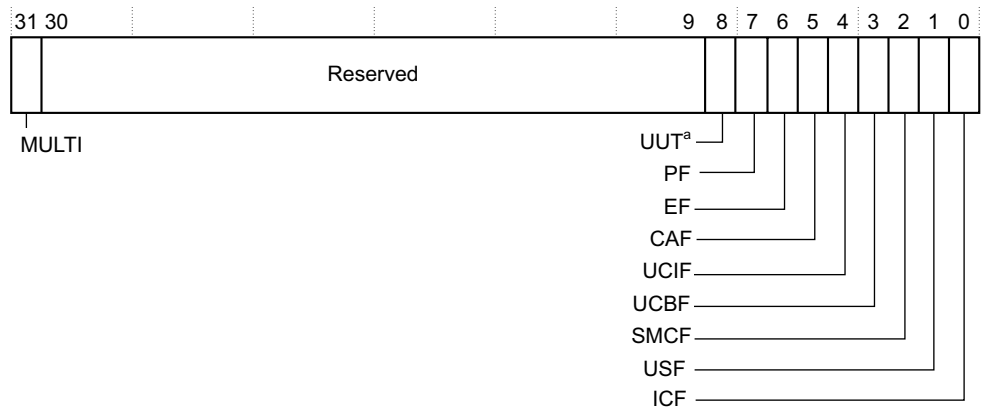 31 30 9 8 7 6 5 4 3 2 1 0
Reserved
MULTI
UUTa
PF
EF
CAF
UCIF
UCBF
SMCF
USF
ICF